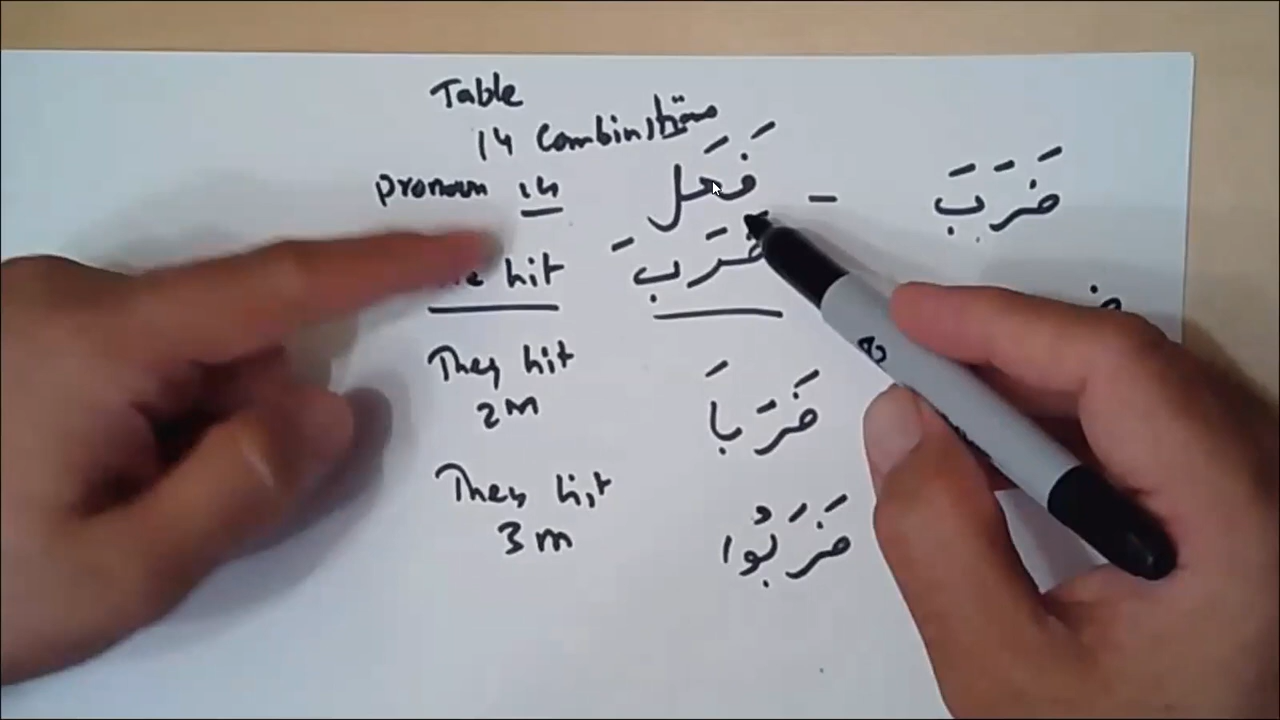 Table
14 Combinations
pronoun 14 فَعَلَ - ضَرَبَ
hit ضَرَبَ
They hit ضَرَبَا
2m
They hit ضَرَبُوا
3m